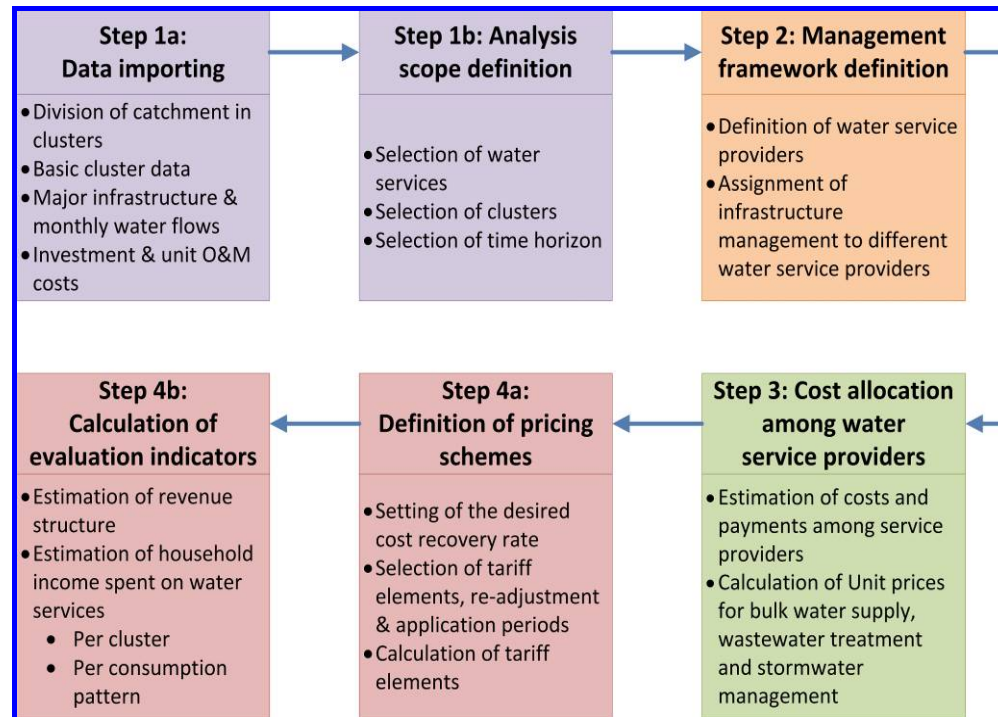 Step 1a:
Data importing
•Division of catchment in
clusters
•Basic cluster data
•Major infrastructure &
monthly water flows
•Investment & unit O&M
costs
Step 1b: Analysis
scope definition
•Selection of water
services
•Selection of clusters
•Selection of time horizon
Step 2: Management
framework definition
•Definition of water service
providers
•Assignment of
infrastructure
management to different
water service providers
Step 3: Cost allocation
among water
service providers
•Estimation of costs and
payments among service
providers
•Calculation of Unit prices
for bulk water supply,
wastewater treatment
and stormwater
management
Step 4a:
Definition of pricing
schemes
•Setting of the desired
cost recovery rate
•Selection of tariff
elements, re-adjustment
& application periods
•Calculation of tariff
elements
Step 4b:
Calculation of
evaluation indicators
•Estimation of revenue
structure
•Estimation of household
income spent on water
services
• Per cluster
• Per consumption
pattern